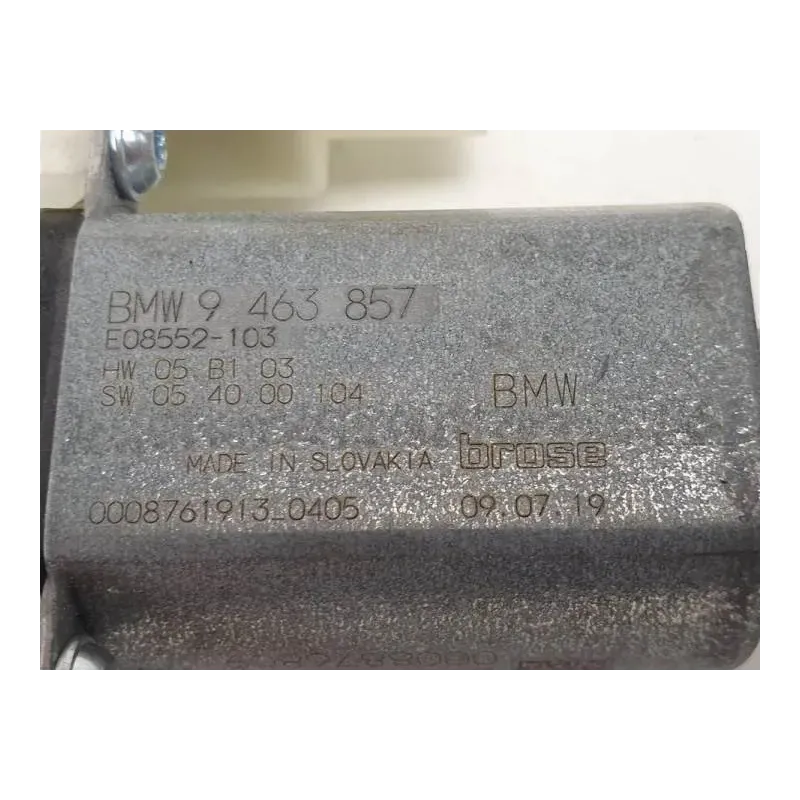 BMW 9 463 857
E08552-103
HW 05 B1 03
SW 05 40 00 104
BMW
MADE IN SLOVAKIA brose
0008761913_0405 09.07.19